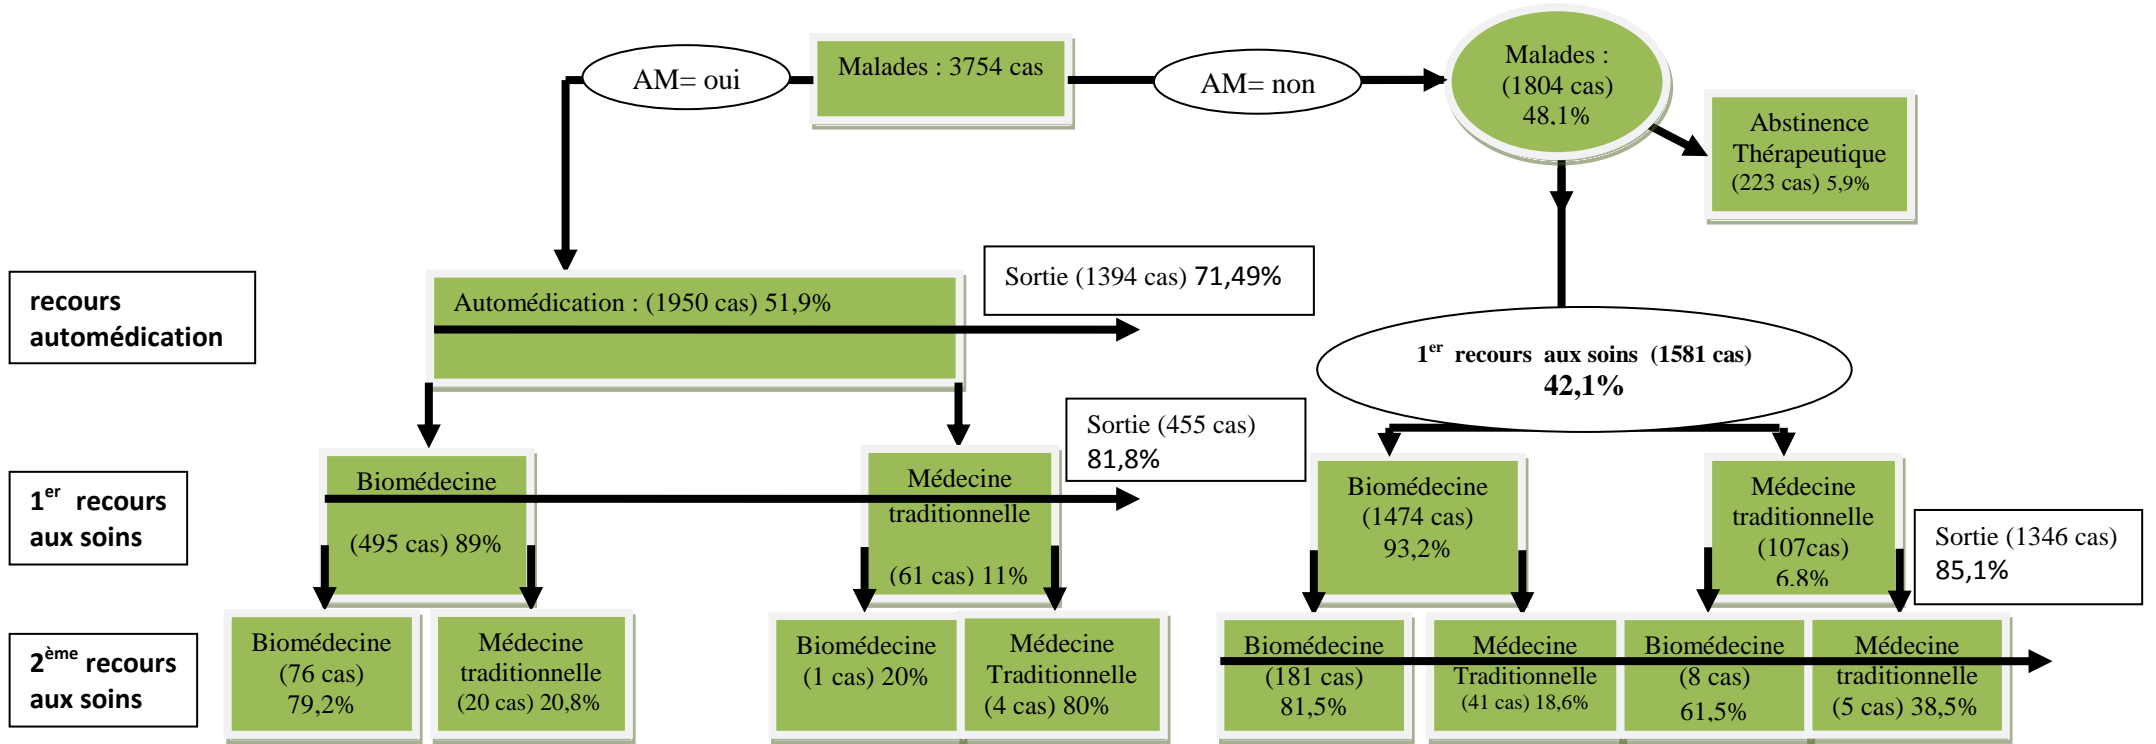 AM= oui
Malades : 3754 cas
AM= non
Malades :
(1804 cas)
48,1%
Abstinence
Thérapeutique
(223 cas) 5,9%
recours
automédication
Automédication : (1950 cas) 51,9%
Sortie (1394 cas) 71,49%
1er recours aux soins (1581 cas)
42,1%
1er recours
aux soins
Biomédecine
(495 cas) 89%
Médecine
traditionnelle
(61 cas) 11%
Sortie (455 cas)
81,8%
Biomédecine
(1474 cas)
93,2%
Médecine
traditionnelle
(107cas)
6,8%
Sortie (1346 cas)
85,1%
2ème recours
aux soins
Biomédecine
(76 cas)
79,2%
Médecine
traditionnelle
(20 cas) 20,8%
Biomédecine
(1 cas) 20%
Médecine
Traditionnelle
(4 cas) 80%
Biomédecine
(181 cas)
81,5%
Médecine
Traditionnelle
(41 cas) 18,6%
Biomédecine
(8 cas)
61,5%
Médecine
traditionnelle
(5 cas) 38,5%